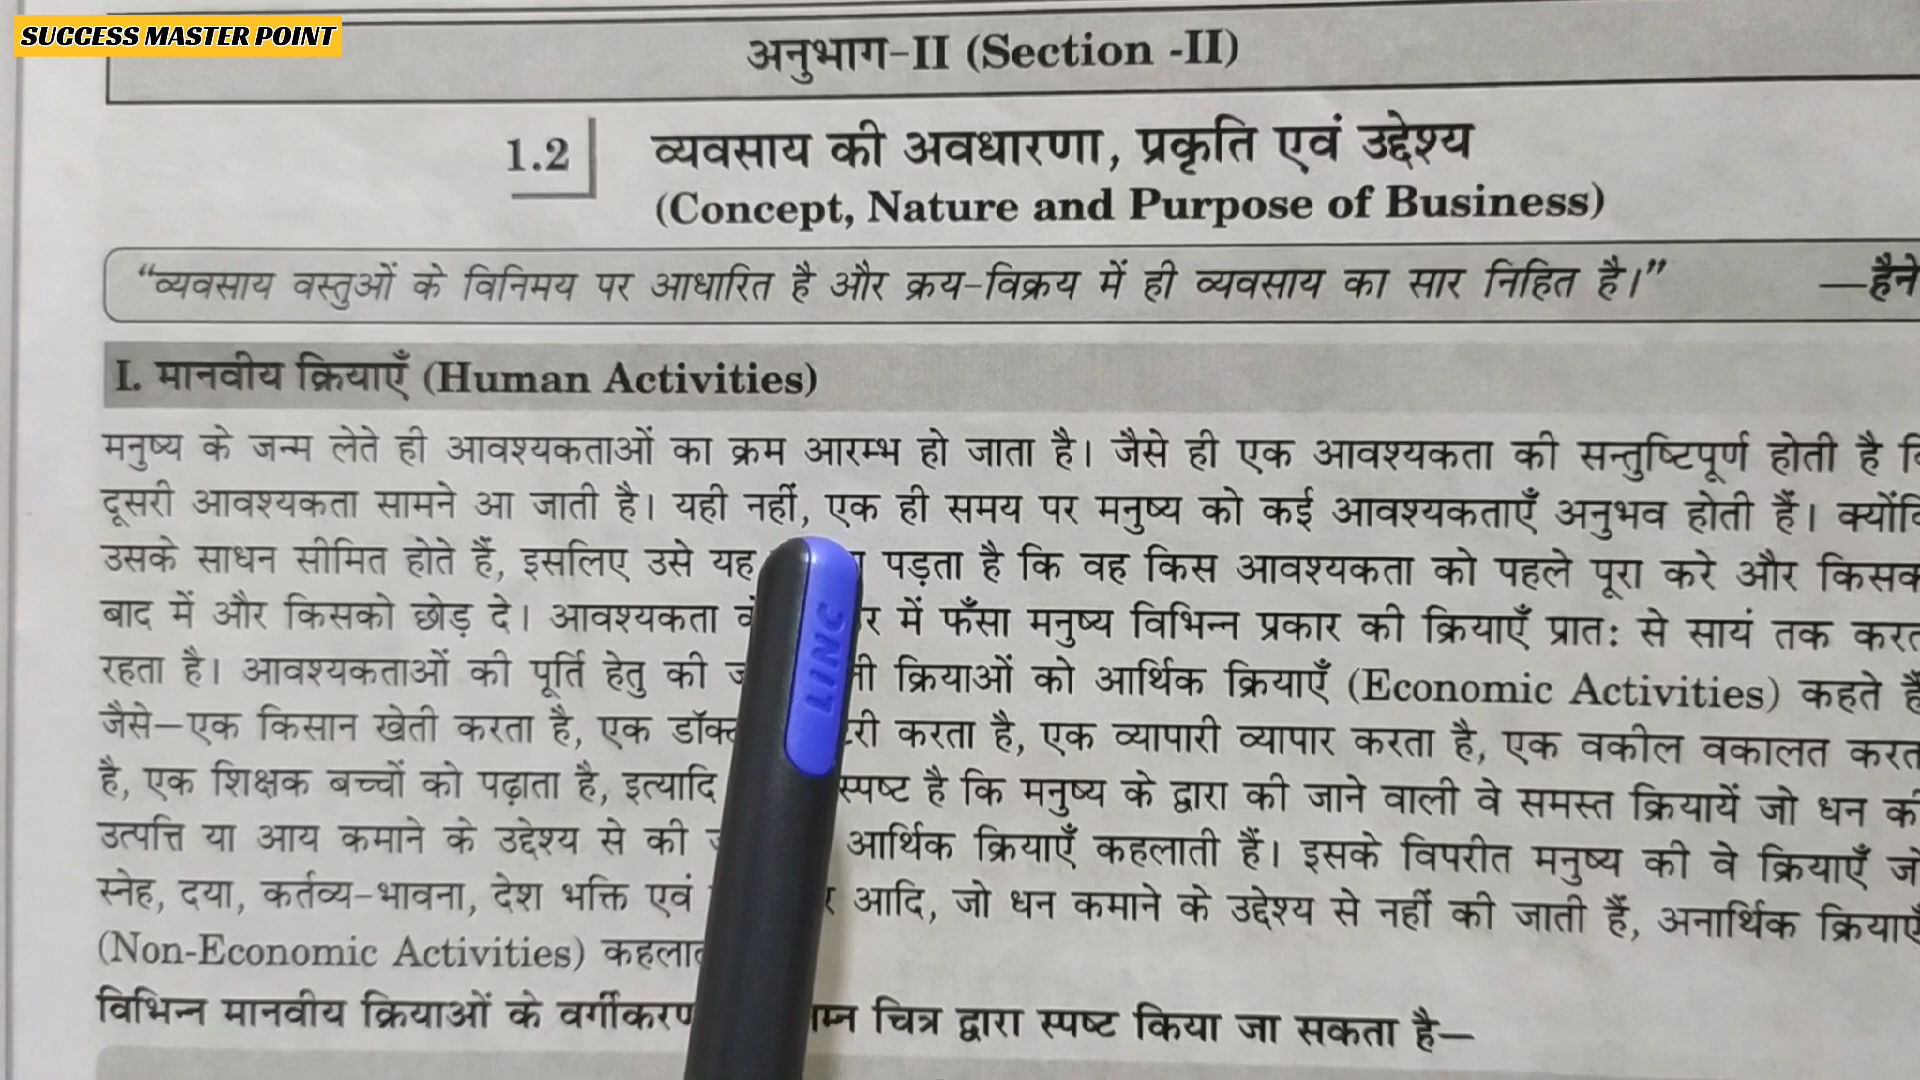 SUCCESS MASTER POINT
अनुभाग-II (Section -II)
1.2 व्यवसाय की अवधारणा, प्रकृति एवं उद्देश्य
(Concept, Nature and Purpose of Business)
“व्यवसाय वस्तुओं के विनिमय पर आधारित है और क्रय-विक्रय में ही व्यवसाय का सार निहित है।” —हैने
I. मानवीय क्रियाएँ (Human Activities)
मनुष्य के जन्म लेते ही आवश्यकताओं का क्रम आरम्भ हो जाता है। जैसे ही एक आवश्यकता की सन्तुष्टिपूर्ण होती है
दूसरी आवश्यकता सामने आ जाती है। यही नहीं, एक ही समय पर मनुष्य को कई आवश्यकताएँ अनुभव होती हैं।
उसके साधन सीमित होते हैं, इसलिए उसे यह पड़ता है कि वह किस आवश्यकता को पहले पूरा करे और
बाद में और किसको छोड़ दे। आवश्यकता में फँसा मनुष्य विभिन्न प्रकार की क्रियाएँ प्रात: से सायं तक
रहता है। आवश्यकताओं की पूर्ति हेतु की क्रियाओं को आर्थिक क्रियाएँ (Economic Activities) कहते हैं
जैसे—एक किसान खेती करता है, एक करता है, एक व्यापारी व्यापार करता है, एक वकील वकालत
है, एक शिक्षक बच्चों को पढ़ाता है, इत्यादि स्पष्ट है कि मनुष्य के द्वारा की जाने वाली वे समस्त क्रियायें जो धन की
उत्पत्ति या आय कमाने के उद्देश्य से की आर्थिक क्रियाएँ कहलाती हैं। इसके विपरीत मनुष्य की वे क्रियाएँ जो
स्नेह, दया, कर्तव्य-भावना, देश भक्ति एवं आदि, जो धन कमाने के उद्देश्य से नहीं की जाती हैं, अनार्थिक क्रियाएँ
(Non-Economic Activities)
विभिन्न मानवीय क्रियाओं के चित्र द्वारा स्पष्ट किया जा सकता है—
LINC